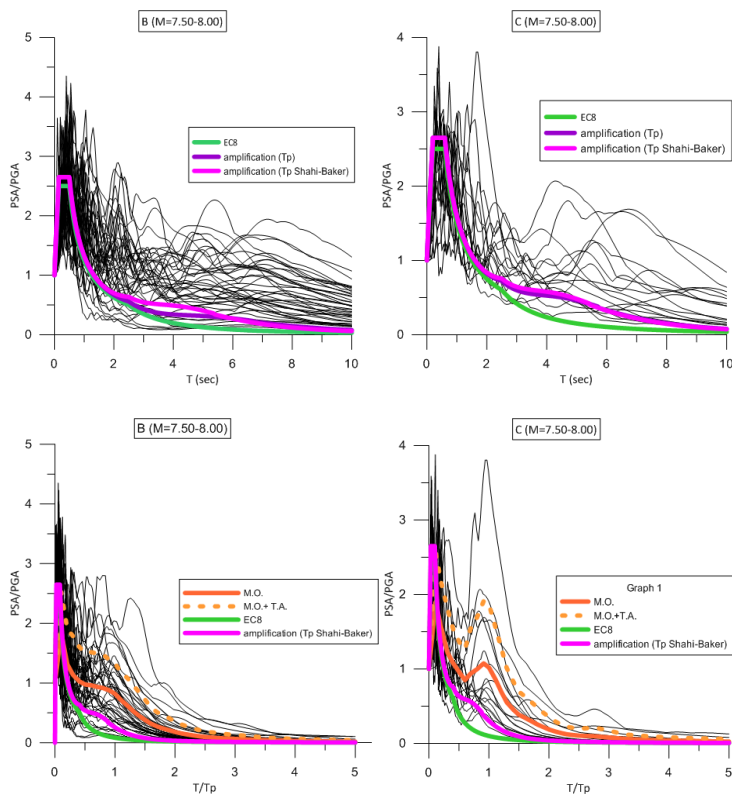 B (M=7.50-8.00)
5
4
3
2
1
0
PSA/PGA
EC8
amplification (Tp)
amplification (Tp Shahi-Baker)
0 2 4 6 8 10
T (sec)
C (M=7.50-8.00)
4
3
2
1
0
PSA/PGA
EC8
amplification (Tp)
amplification (Tp Shahi-Baker)
0 2 4 6 8 10
T (sec)
B (M=7.50-8.00)
5
4
3
2
1
0
PSA/PGA
M.O.
M.O.+ T.A.
EC8
amplification (Tp Shahi-Baker)
0 1 2 3 4 5
T/Tp
C (M=7.50-8.00)
4
3
2
1
0
PSA/PGA
Graph 1
M.O.
M.O.+T.A.
EC8
amplification (Tp Shahi-Baker)
0 1 2 3 4 5
T/Tp